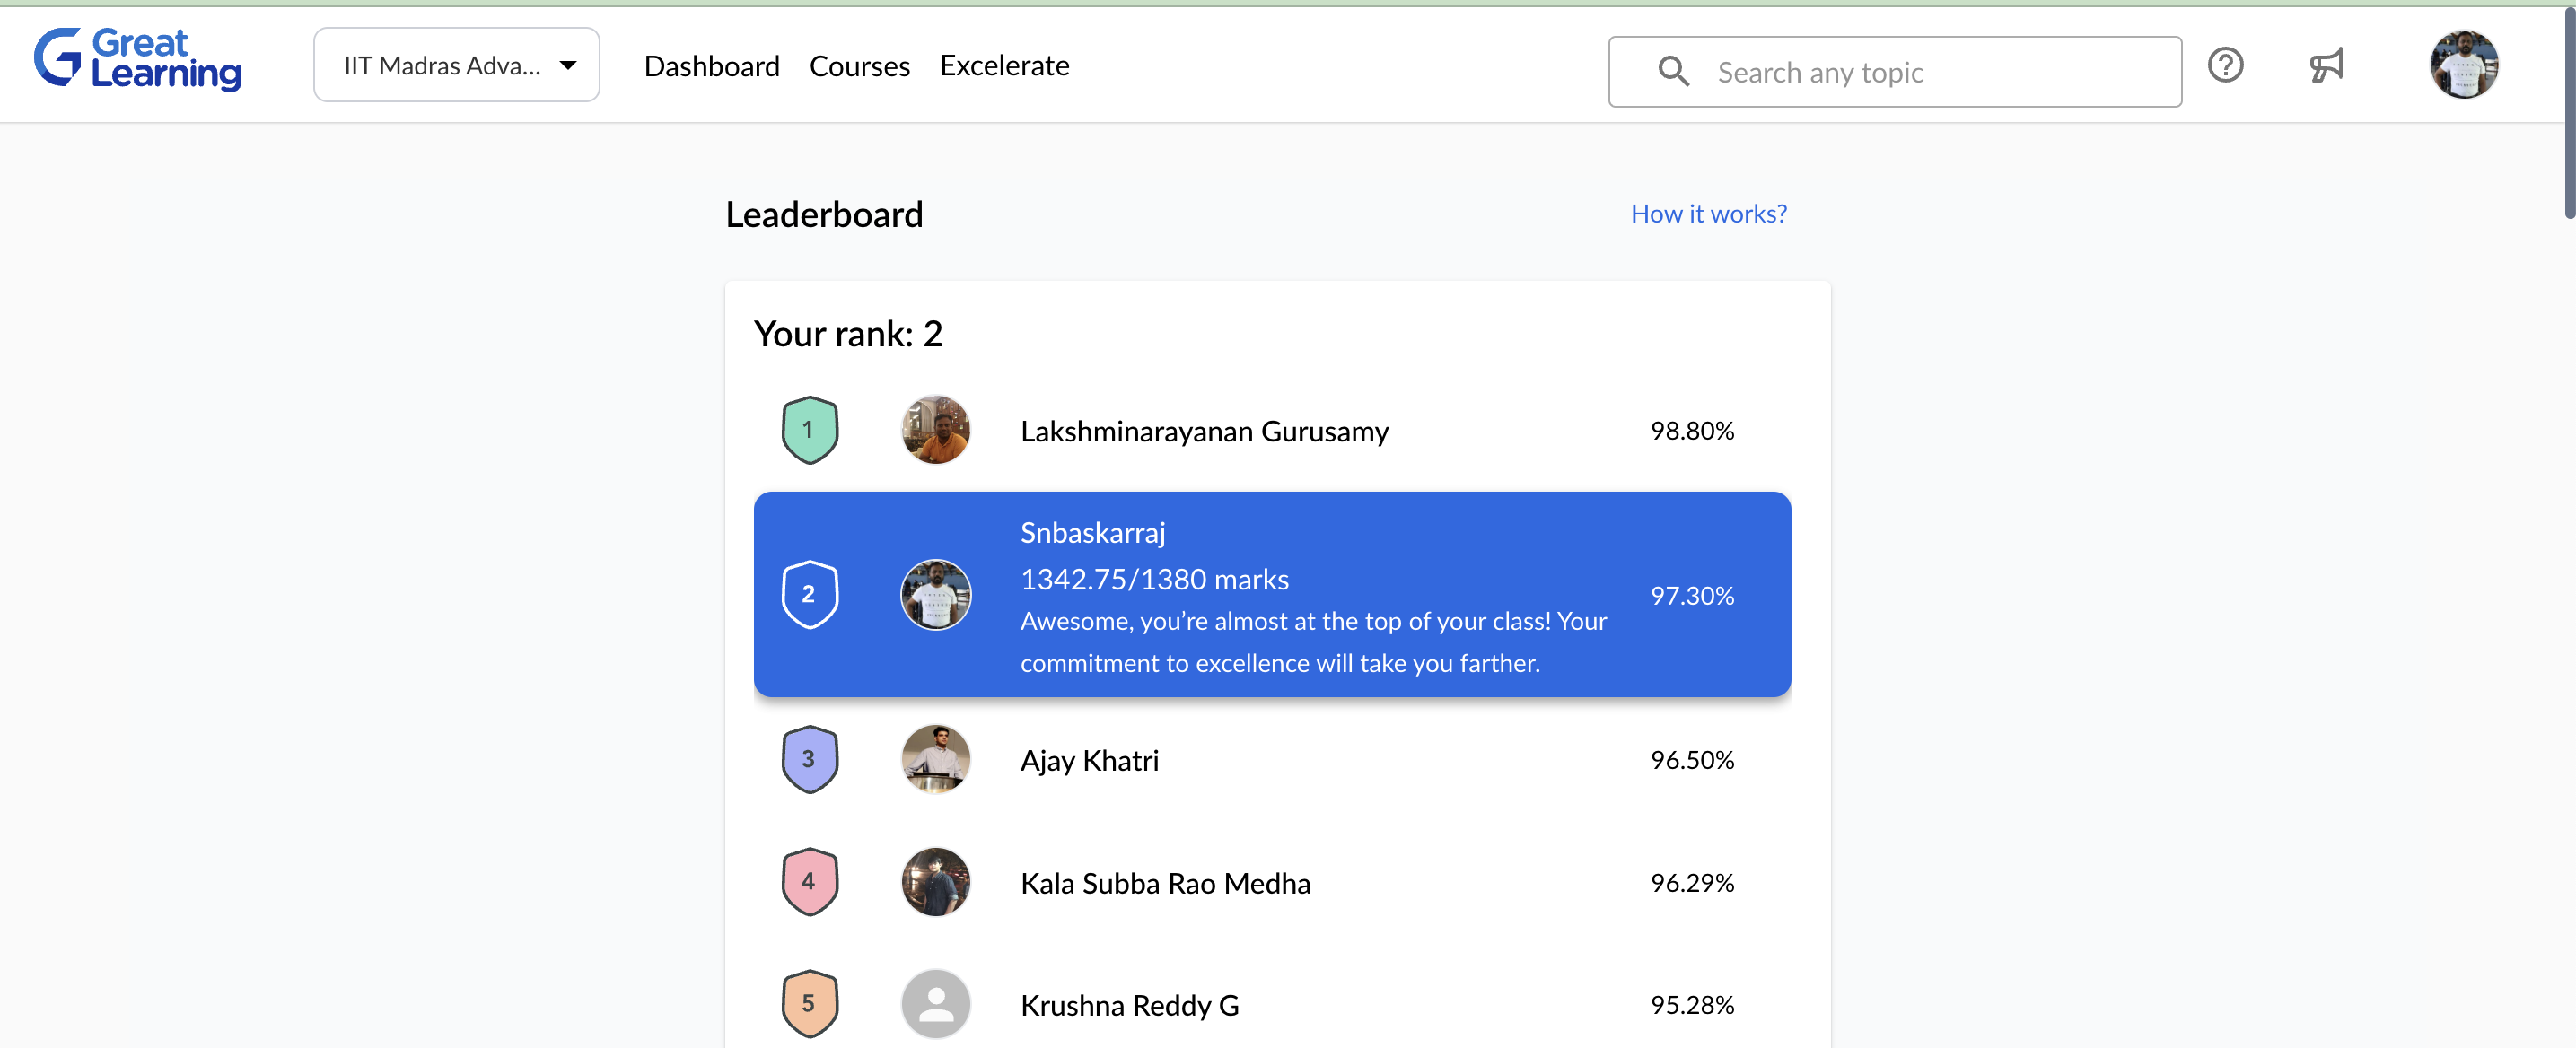 Great
Learning
IIT Madras Adva...
Dashboard
Courses
Excelerate
Search any topic
Leaderboard
How it works?
Your rank: 2
1
Lakshminarayanan Gurusamy
98.80%
2
Snbaskarraj
1342.75/1380 marks
Awesome, you’re almost at the top of your class! Your
commitment to excellence will take you farther.
97.30%
3
Ajay Khatri
96.50%
4
Kala Subba Rao Medha
96.29%
5
Krushna Reddy G
95.28%